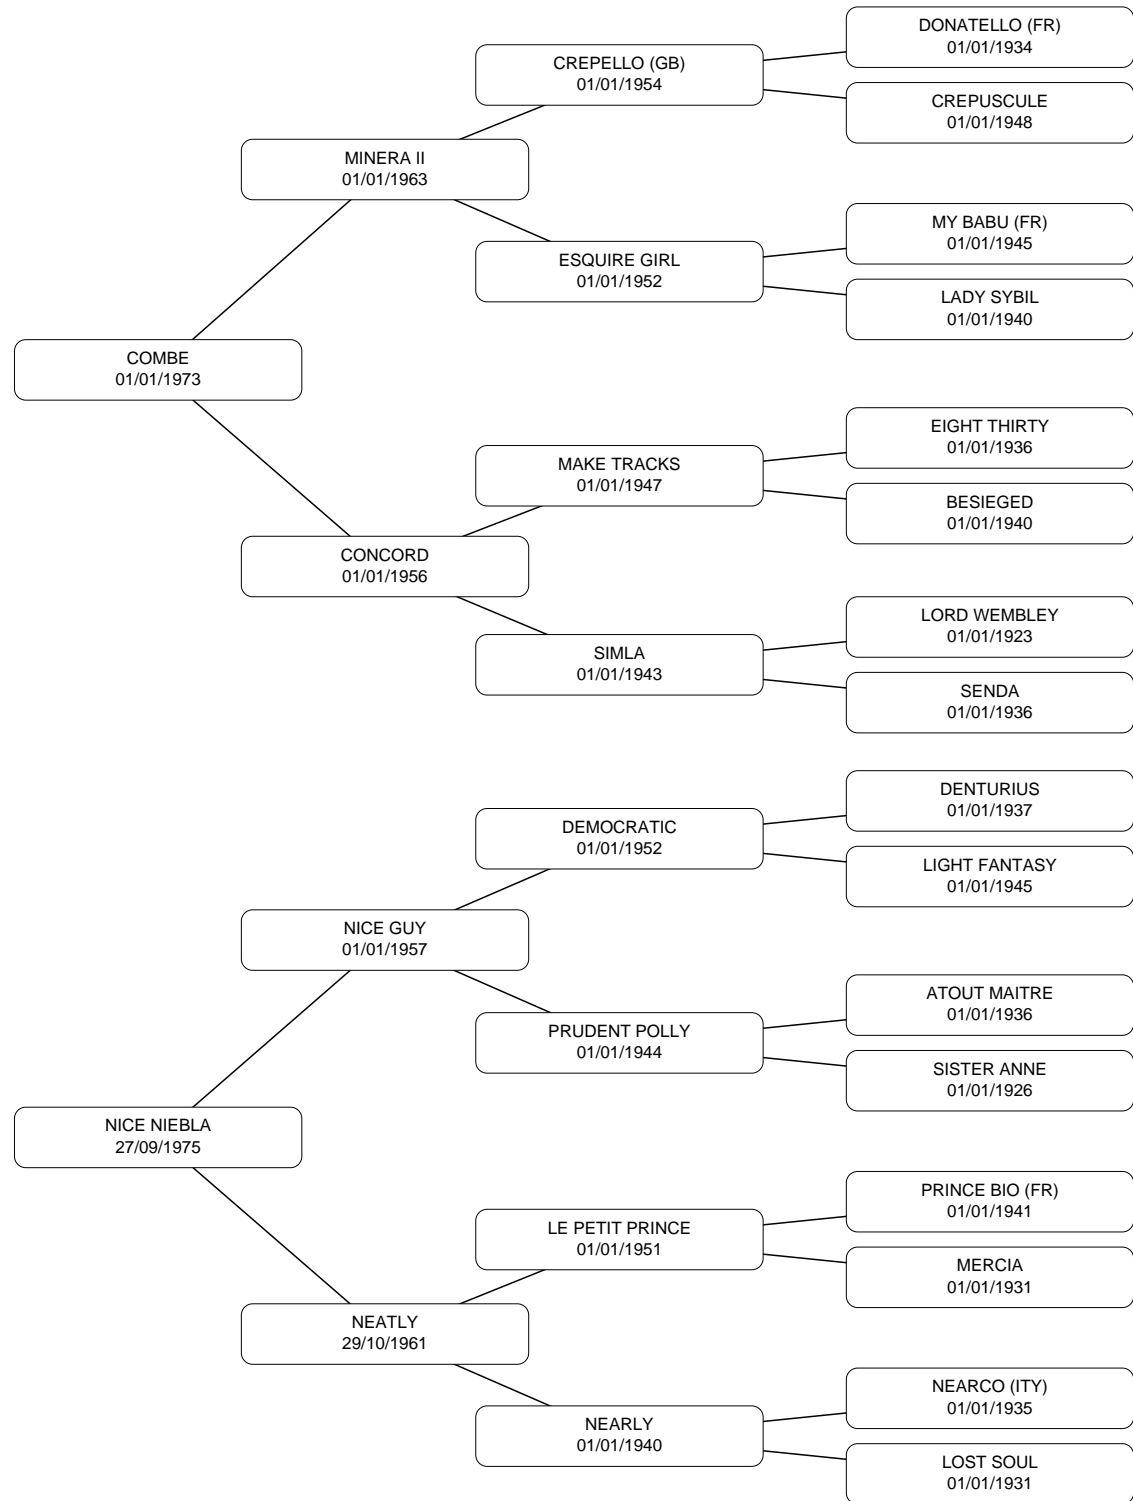 DONATELLO (FR)
01/01/1934
CREPELLO (GB)
01/01/1954
CREPUSCULE
01/01/1948
MINERA II
01/01/1963
MY BABU (FR)
01/01/1945
ESQUIRE GIRL
01/01/1952
LADY SYBIL
01/01/1940
COMBE
01/01/1973
EIGHT THIRTY
01/01/1936
MAKE TRACKS
01/01/1947
BESIEGED
01/01/1940
CONCORD
01/01/1956
LORD WEMBLEY
01/01/1923
SIMLA
01/01/1943
SENDA
01/01/1936
DENTURIUS
01/01/1937
DEMOCRATIC
01/01/1952
LIGHT FANTASY
01/01/1945
NICE GUY
01/01/1957
ATOUT MAITRE
01/01/1936
PRUDENT POLLY
01/01/1944
SISTER ANNE
01/01/1926
NICE NIEBLA
27/09/1975
PRINCE BIO (FR)
01/01/1941
LE PETIT PRINCE
01/01/1951
MERCIA
01/01/1931
NEATLY
29/10/1961
NEARCO (ITY)
01/01/1935
NEARLY
01/01/1940
LOST SOUL
01/01/1931